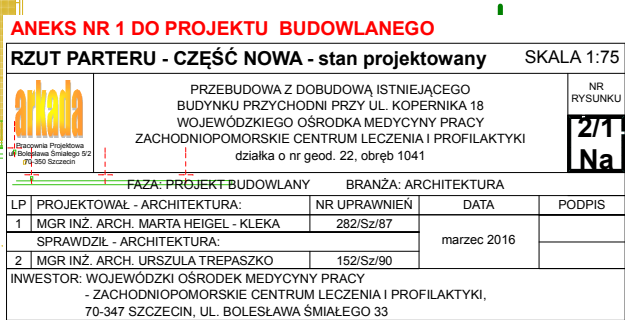 ANEKS NR 1 DO PROJEKTU BUDOWLANEGO
RZUT PARTERU - CZĘŚĆ NOWA - stan projektowany SKALA 1:75
arkada
Pracownia Projektowa
ul. Bolesława Śmiałego 5/2
70-350 Szczecin
PRZEBUDOWA Z DOBUDOWĄ ISTNIEJĄCEGO
BUDYNKU PRZYCHODNI PRZY UL. KOPERNIKA 18
WOJEWÓDZKIEGO OŚRODKA MEDYCYNY PRACY
ZACHODNIOPOMORSKIE CENTRUM LECZENIA I PROFILAKTYKI
działka o nr geod. 22, obręb 1041
NR
RYSUNKU
2/1
Na
FAZA: PROJEKT BUDOWLANY BRANŻA: ARCHITEKTURA
LP PROJEKTOWAŁ - ARCHITEKTURA: NR UPRAWNIEŃ DATA PODPIS
1 MGR INŻ. ARCH. MARTA HEIGEL - KLEKA 282/Sz/87
SPRAWDZIŁ - ARCHITEKTURA: marzec 2016
2 MGR INŻ. ARCH. URSZULA TREPASZKO 152/Sz/90
INWESTOR: WOJEWÓDZKI OŚRODEK MEDYCYNY PRACY
- ZACHODNIOPOMORSKIE CENTRUM LECZENIA I PROFILAKTYKI,
70-347 SZCZECIN, UL. BOLESŁAWA ŚMIAŁEGO 33